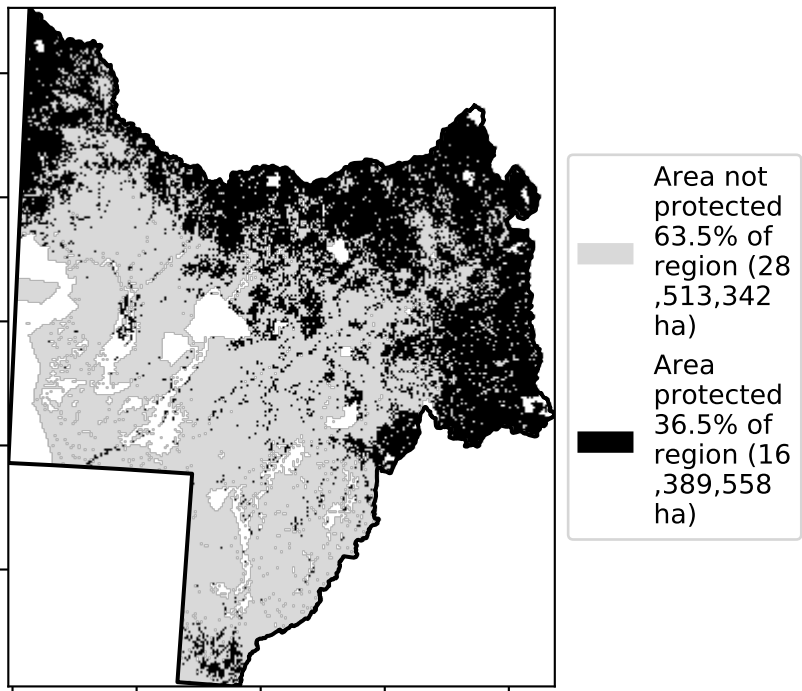 Area not
protected
63.5% of
region (28
,513,342
ha)
Area
protected
36.5% of
region (16
,389,558
ha)